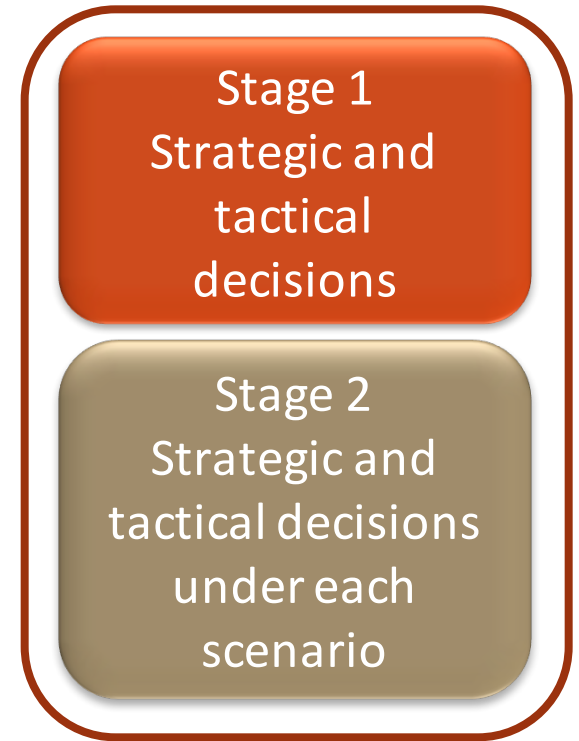 Stage 1
Strategic and
tactical
decisions
Stage 2
Strategic and
tactical decisions
under each
scenario